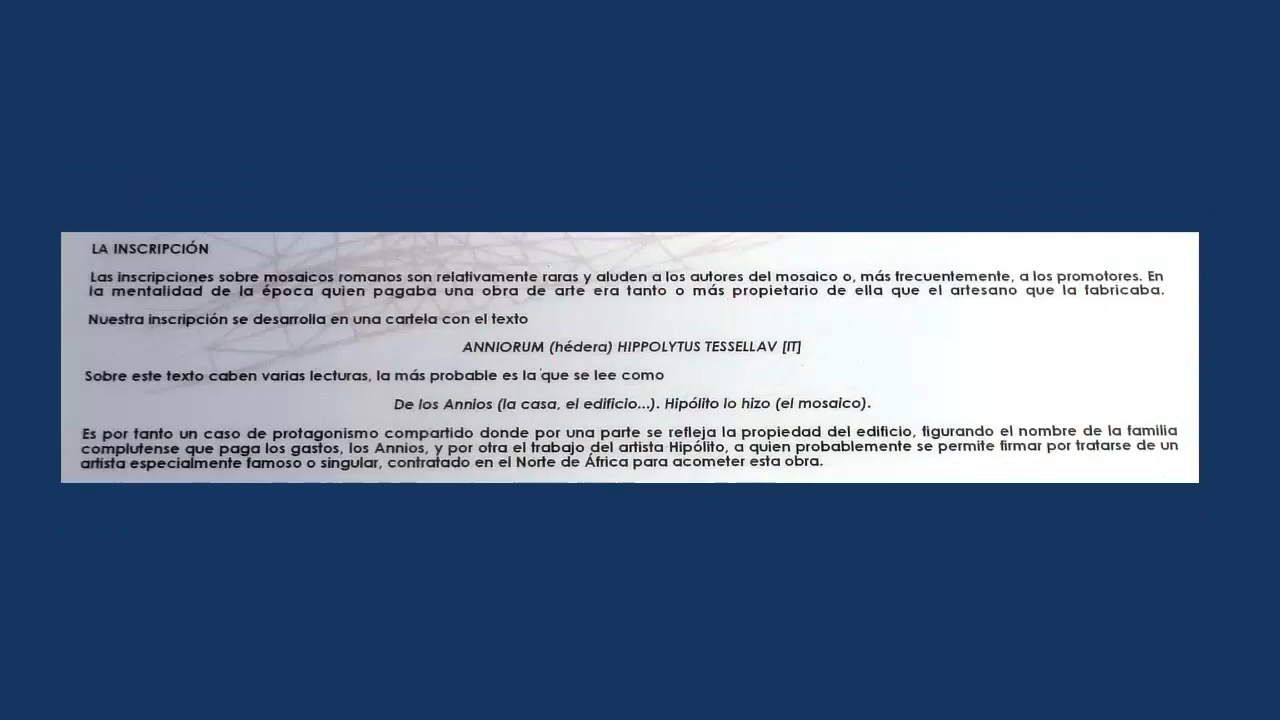 LA INSCRIPCIÓN
Las inscripciones sobre mosaicos romanos son relativamente raras y aluden a los autores del mosaico o, más frecuentemente, a los promotores. En
la mentalidad de la época quien pagaba una obra de arte era tanto o más propietario de ella que el artesano que la fabricaba.
Nuestra inscripción se desarrolla en una cartela con el texto
ANNIORUM (hédera) HIPPOLYTUS TESSELLAV [IT]
Sobre este texto caben varias lecturas, la más probable es la que se lee como
De los Annios (la casa, el edificio...). Hipólito lo hizo (el mosaico).
Es por tanto un caso de protagonismo compartido donde por una parte se refleja la propiedad del edificio, figurando el nombre de la familia
complutense que paga los gastos, los Annios, y por otra el trabajo del artista Hipólito, a quien probablemente se permite firmar por tratarse de un
artista especialmente famoso o singular, contratado en el Norte de África para acometer esta obra.